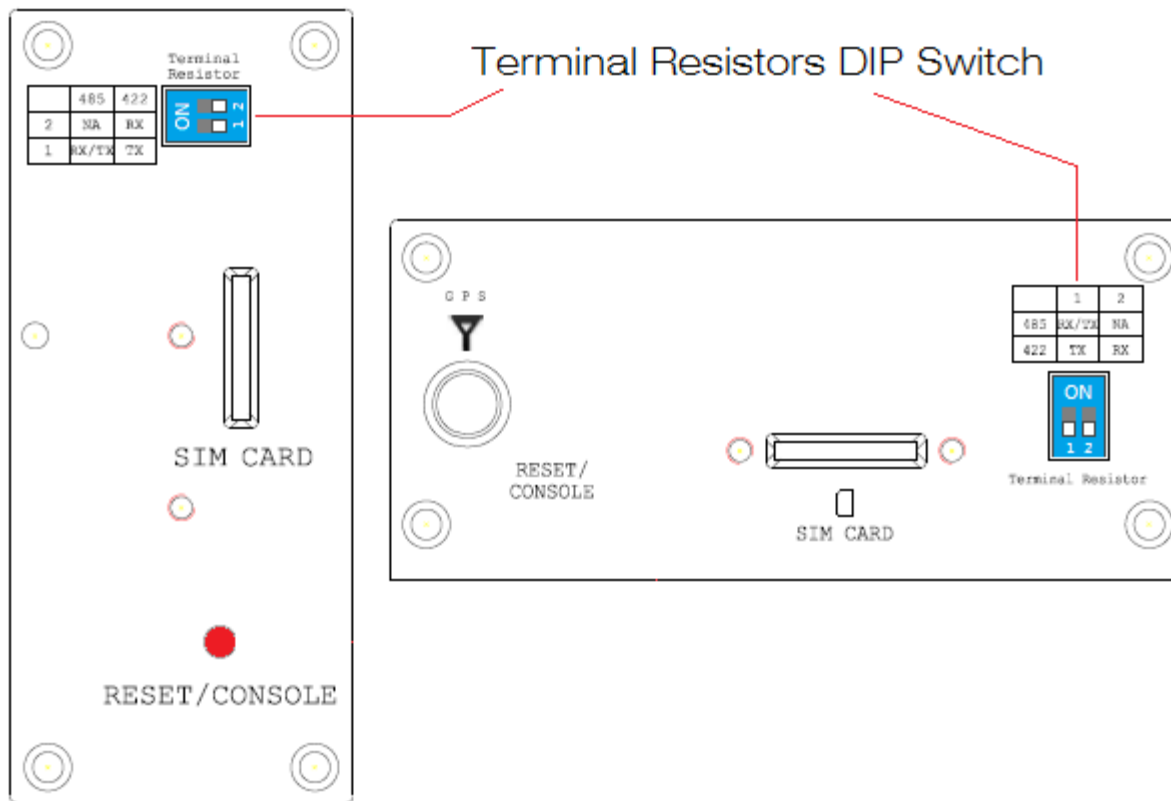 Terminal Resistors DIP Switch
Terminal
Resistor
485 422
2 NA RX
1 RX/TX TX
ON
1 2
SIM CARD
RESET/CONSOLE
GPS
RESET/
CONSOLE
SIM CARD
1 2
485 RX/TX NA
422 TX RX
ON
1 2
Terminal Resistor